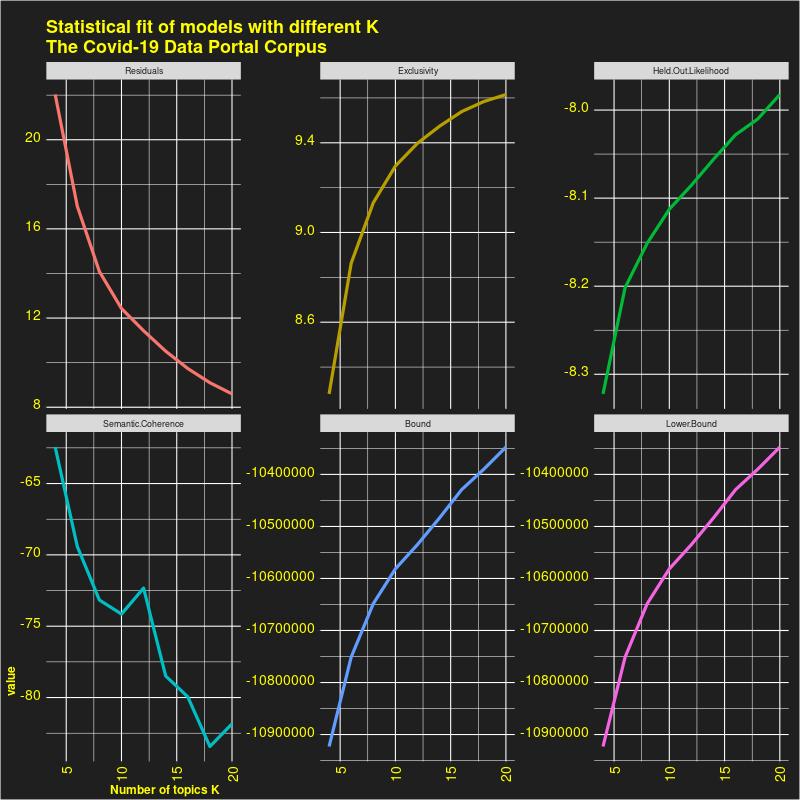 Statistical fit of models with different K
The Covid-19 Data Portal Corpus
Residuals
Exclusivity
Held.Out.Likelihood
20
16
12
8
9.4
9.0
8.6
-8.0
-8.1
-8.2
-8.3
Semantic.Coherence
Bound
Lower.Bound
-65
-70
-75
-80
-10400000
-10500000
-10600000
-10700000
-10800000
-10900000
-10400000
-10500000
-10600000
-10700000
-10800000
-10900000
value
5 10 15 20
5 10 15 20
5 10 15 20
Number of topics K